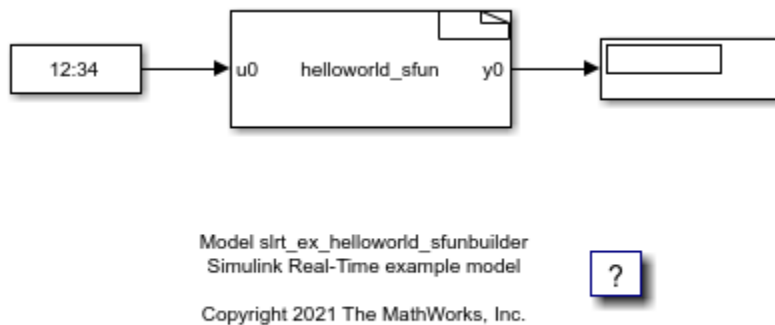 12:34
u0 helloworld_sfun y0
Model slrt_ex_helloworld_sfunbuilder
Simulink Real-Time example model
?
Copyright 2021 The MathWorks, Inc.